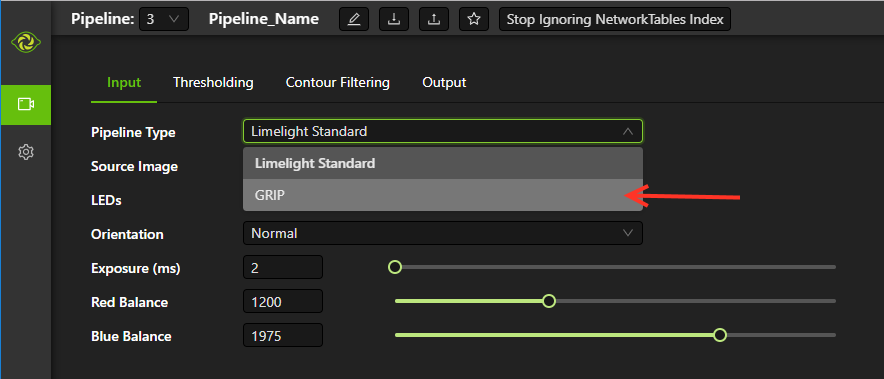 Pipeline: 3 Pipeline_Name Stop Ignoring NetworkTables Index
Input Thresholding Contour Filtering Output
Pipeline Type Limelight Standard
Source Image Limelight Standard
LEDs GRIP
Orientation Normal
Exposure (ms) 2
Red Balance 1200
Blue Balance 1975